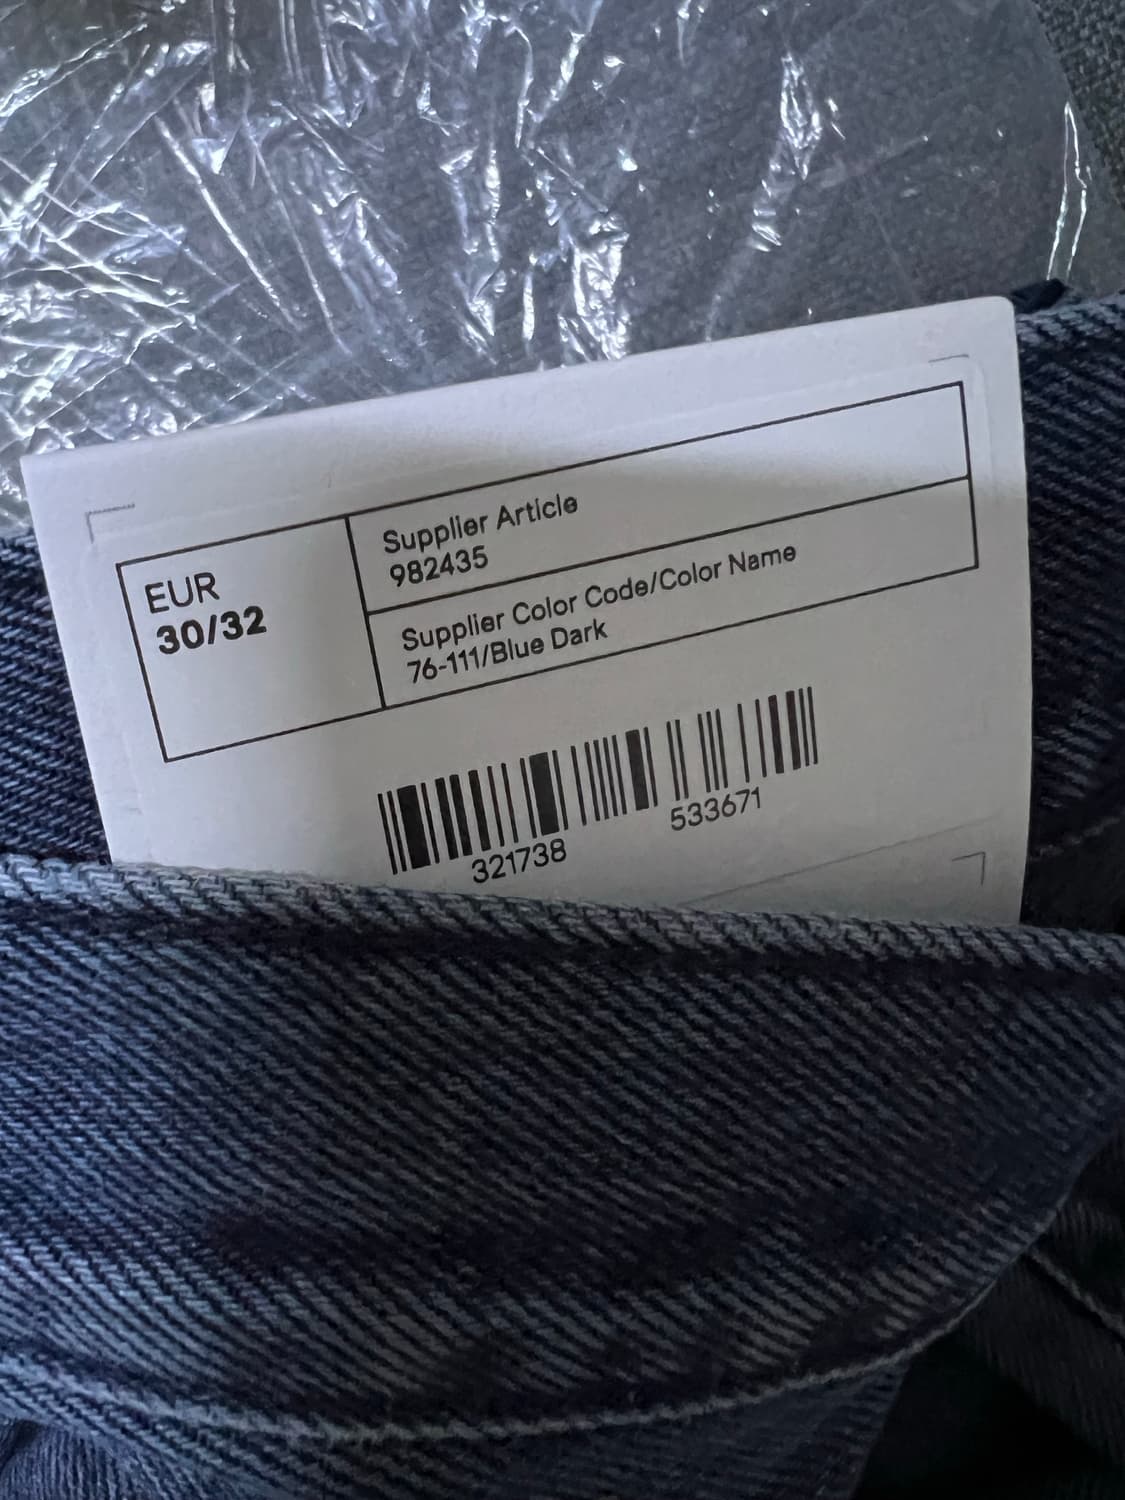 EUR
30/32
Supplier Article
982435
Supplier Color Code/Color Name
76-111/Blue Dark
321738
533671